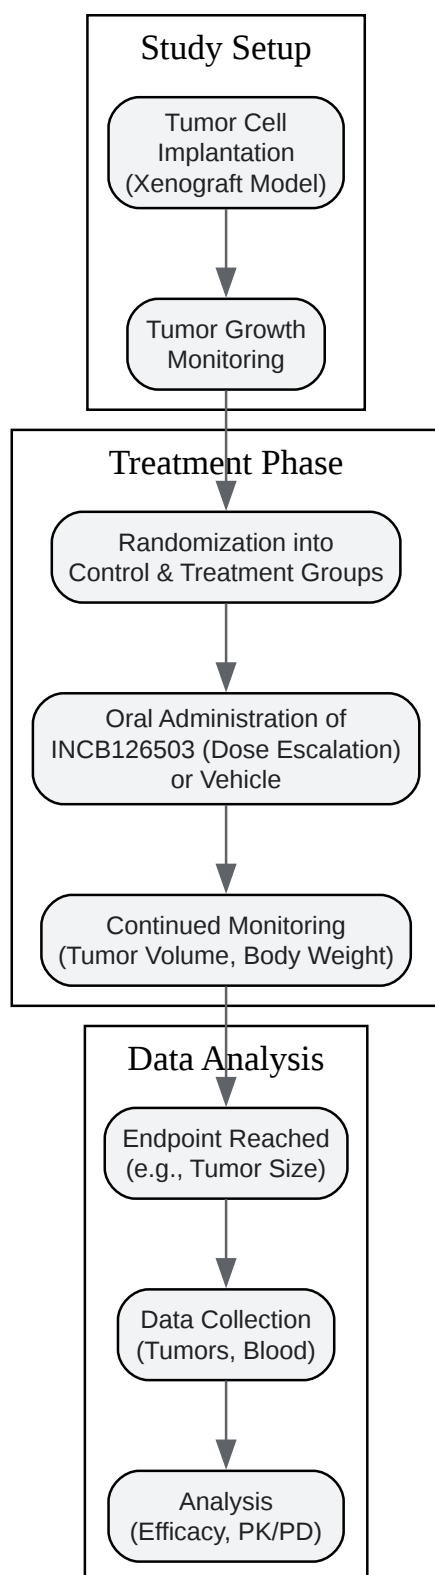 Study Setup
Tumor Cell
Implantation
(Xenograft Model)
Tumor Growth
Monitoring
Treatment Phase
Randomization into
Control & Treatment Groups
Oral Administration of
INCB126503 (Dose Escalation)
or Vehicle
Continued Monitoring
(Tumor Volume, Body Weight)
Data Analysis
Endpoint Reached
(e.g., Tumor Size)
Data Collection
(Tumors, Blood)
Analysis
(Efficacy, PK/PD)